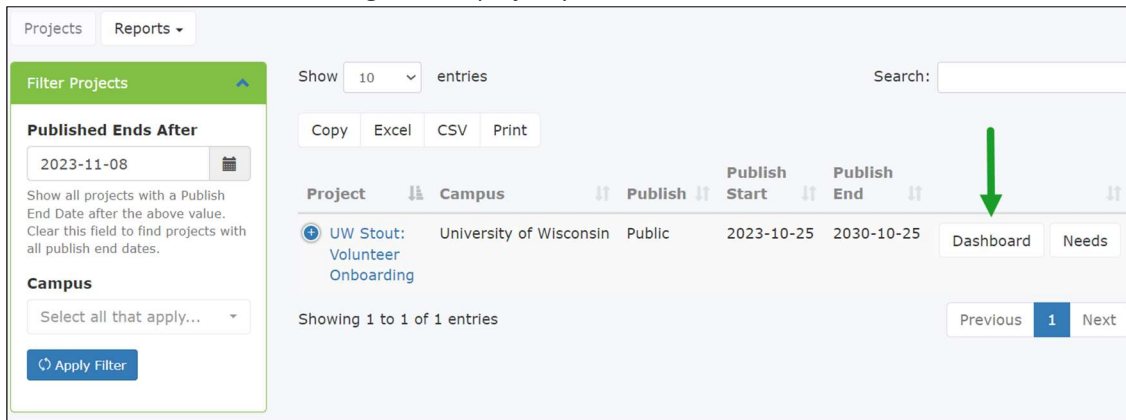 Projects Reports
Filter Projects
Published Ends After
2023-11-08
Show all projects with a Publish
End Date after the above value.
Clear this field to find projects with
all publish end dates.
Campus
Select all that apply...
Apply Filter
Show 10 entries
Search:
Copy Excel CSV Print
Project Campus Publish Publish Start Publish End
UW Stout: Volunteer Onboarding University of Wisconsin Public 2023-10-25 2030-10-25 Dashboard Needs
Showing 1 to 1 of 1 entries
Previous 1 Next